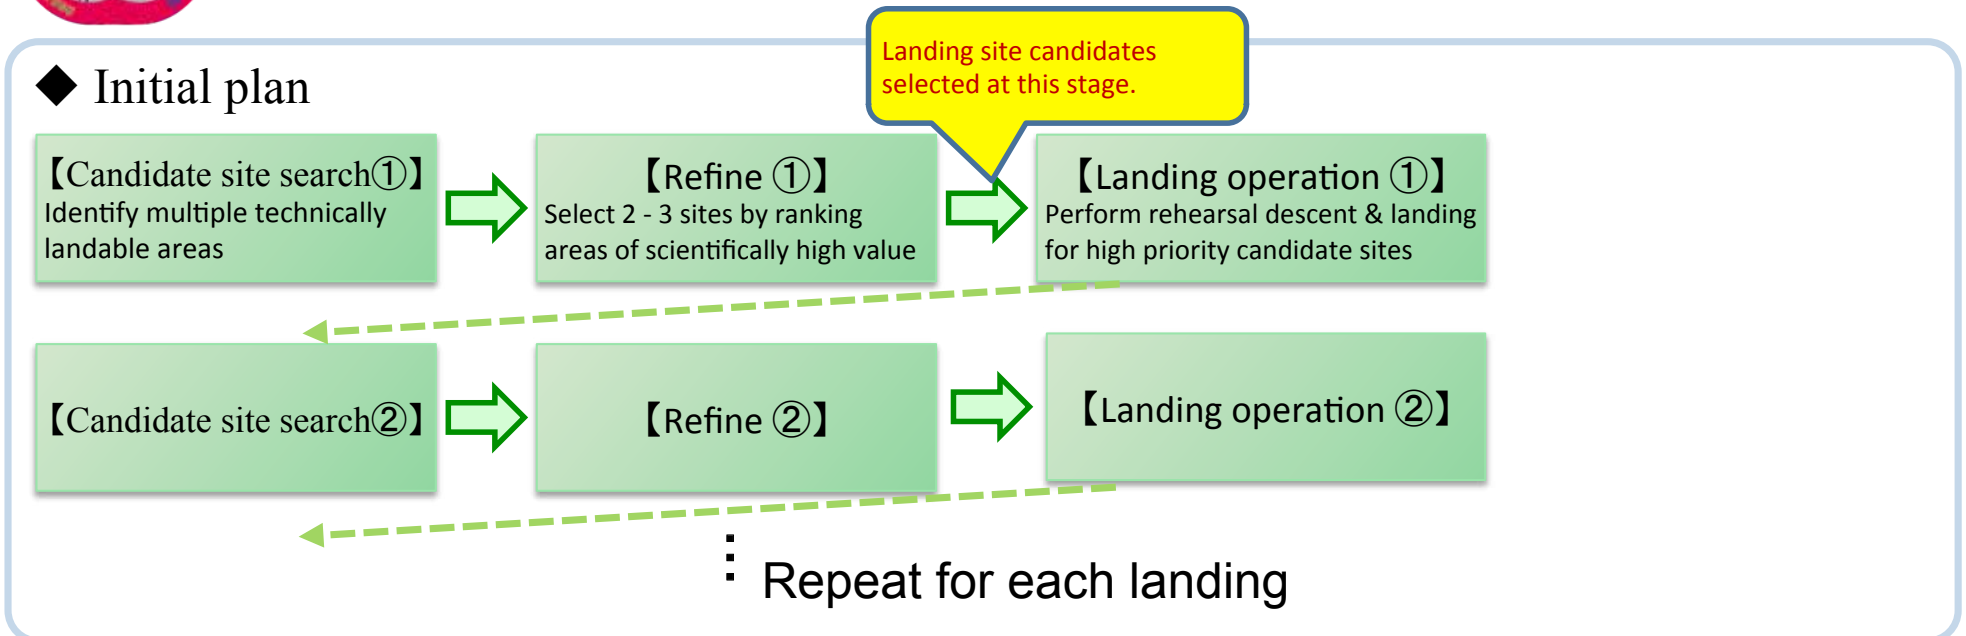 ◆ Initial plan
Landing site candidates
selected at this stage.
【Candidate site search①】
Identify multiple technically
landable areas
【Refine ①】
Select 2 - 3 sites by ranking
areas of scientifically high value
【Landing operation ①】
Perform rehearsal descent & landing
for high priority candidate sites
【Candidate site search②】
【Refine ②】
【Landing operation ②】
⋮ Repeat for each landing